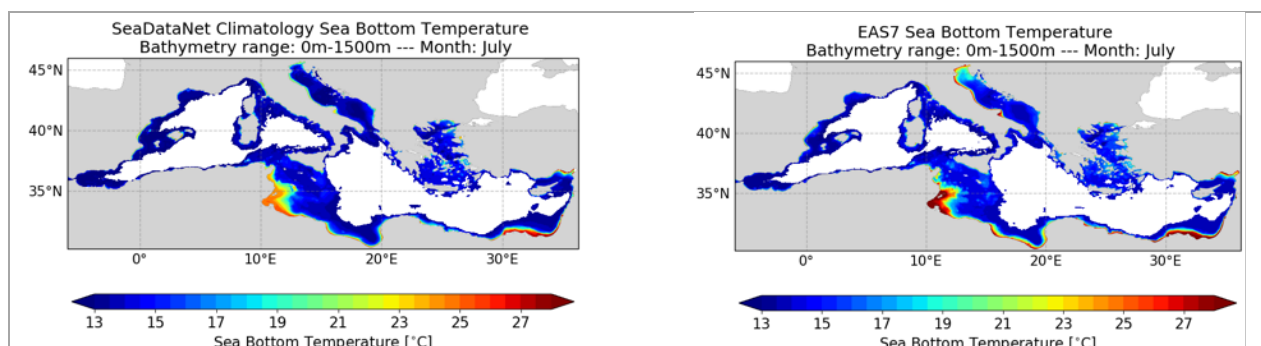 SeaDataNet Climatology Sea Bottom Temperature
Bathymetry range: 0m-1500m --- Month: July
45°N
40°N
35°N
0°
10°E
20°E
30°E
13
15
17
19
21
23
25
27
Sea Bottom Temperature [°C]
EAS7 Sea Bottom Temperature
Bathymetry range: 0m-1500m --- Month: July
45°N
40°N
35°N
0°
10°E
20°E
30°E
13
15
17
19
21
23
25
27
Sea Bottom Temperature [°C]